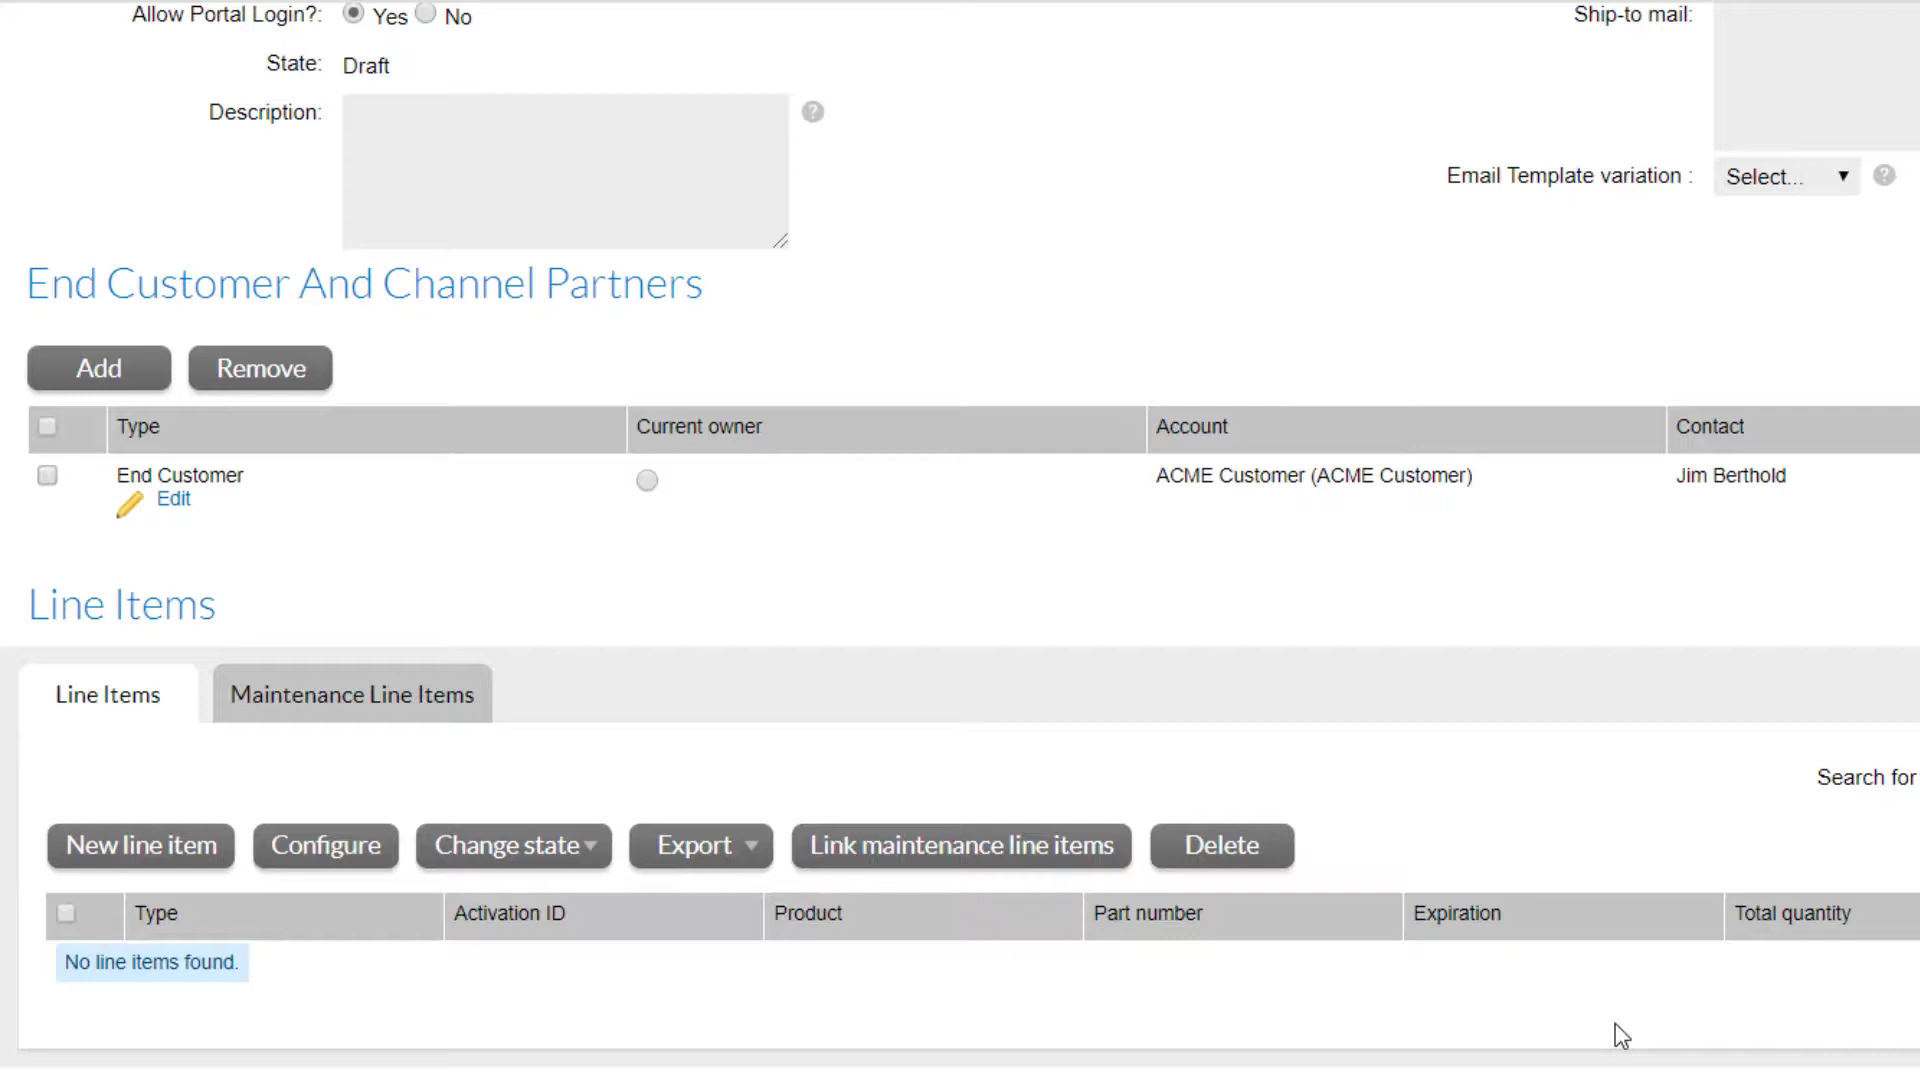 Allow Portal Login?: Yes No
Ship-to mail:
State: Draft
Description:
Email Template variation : Select...
End Customer And Channel Partners
Add Remove
Type Current owner Account Contact
End Customer ACME Customer (ACME Customer) Jim Berthold
Edit
Line Items
Line Items Maintenance Line Items
Search for
New line item Configure Change state Export Link maintenance line items Delete
Type Activation ID Product Part number Expiration Total quantity
No line items found.